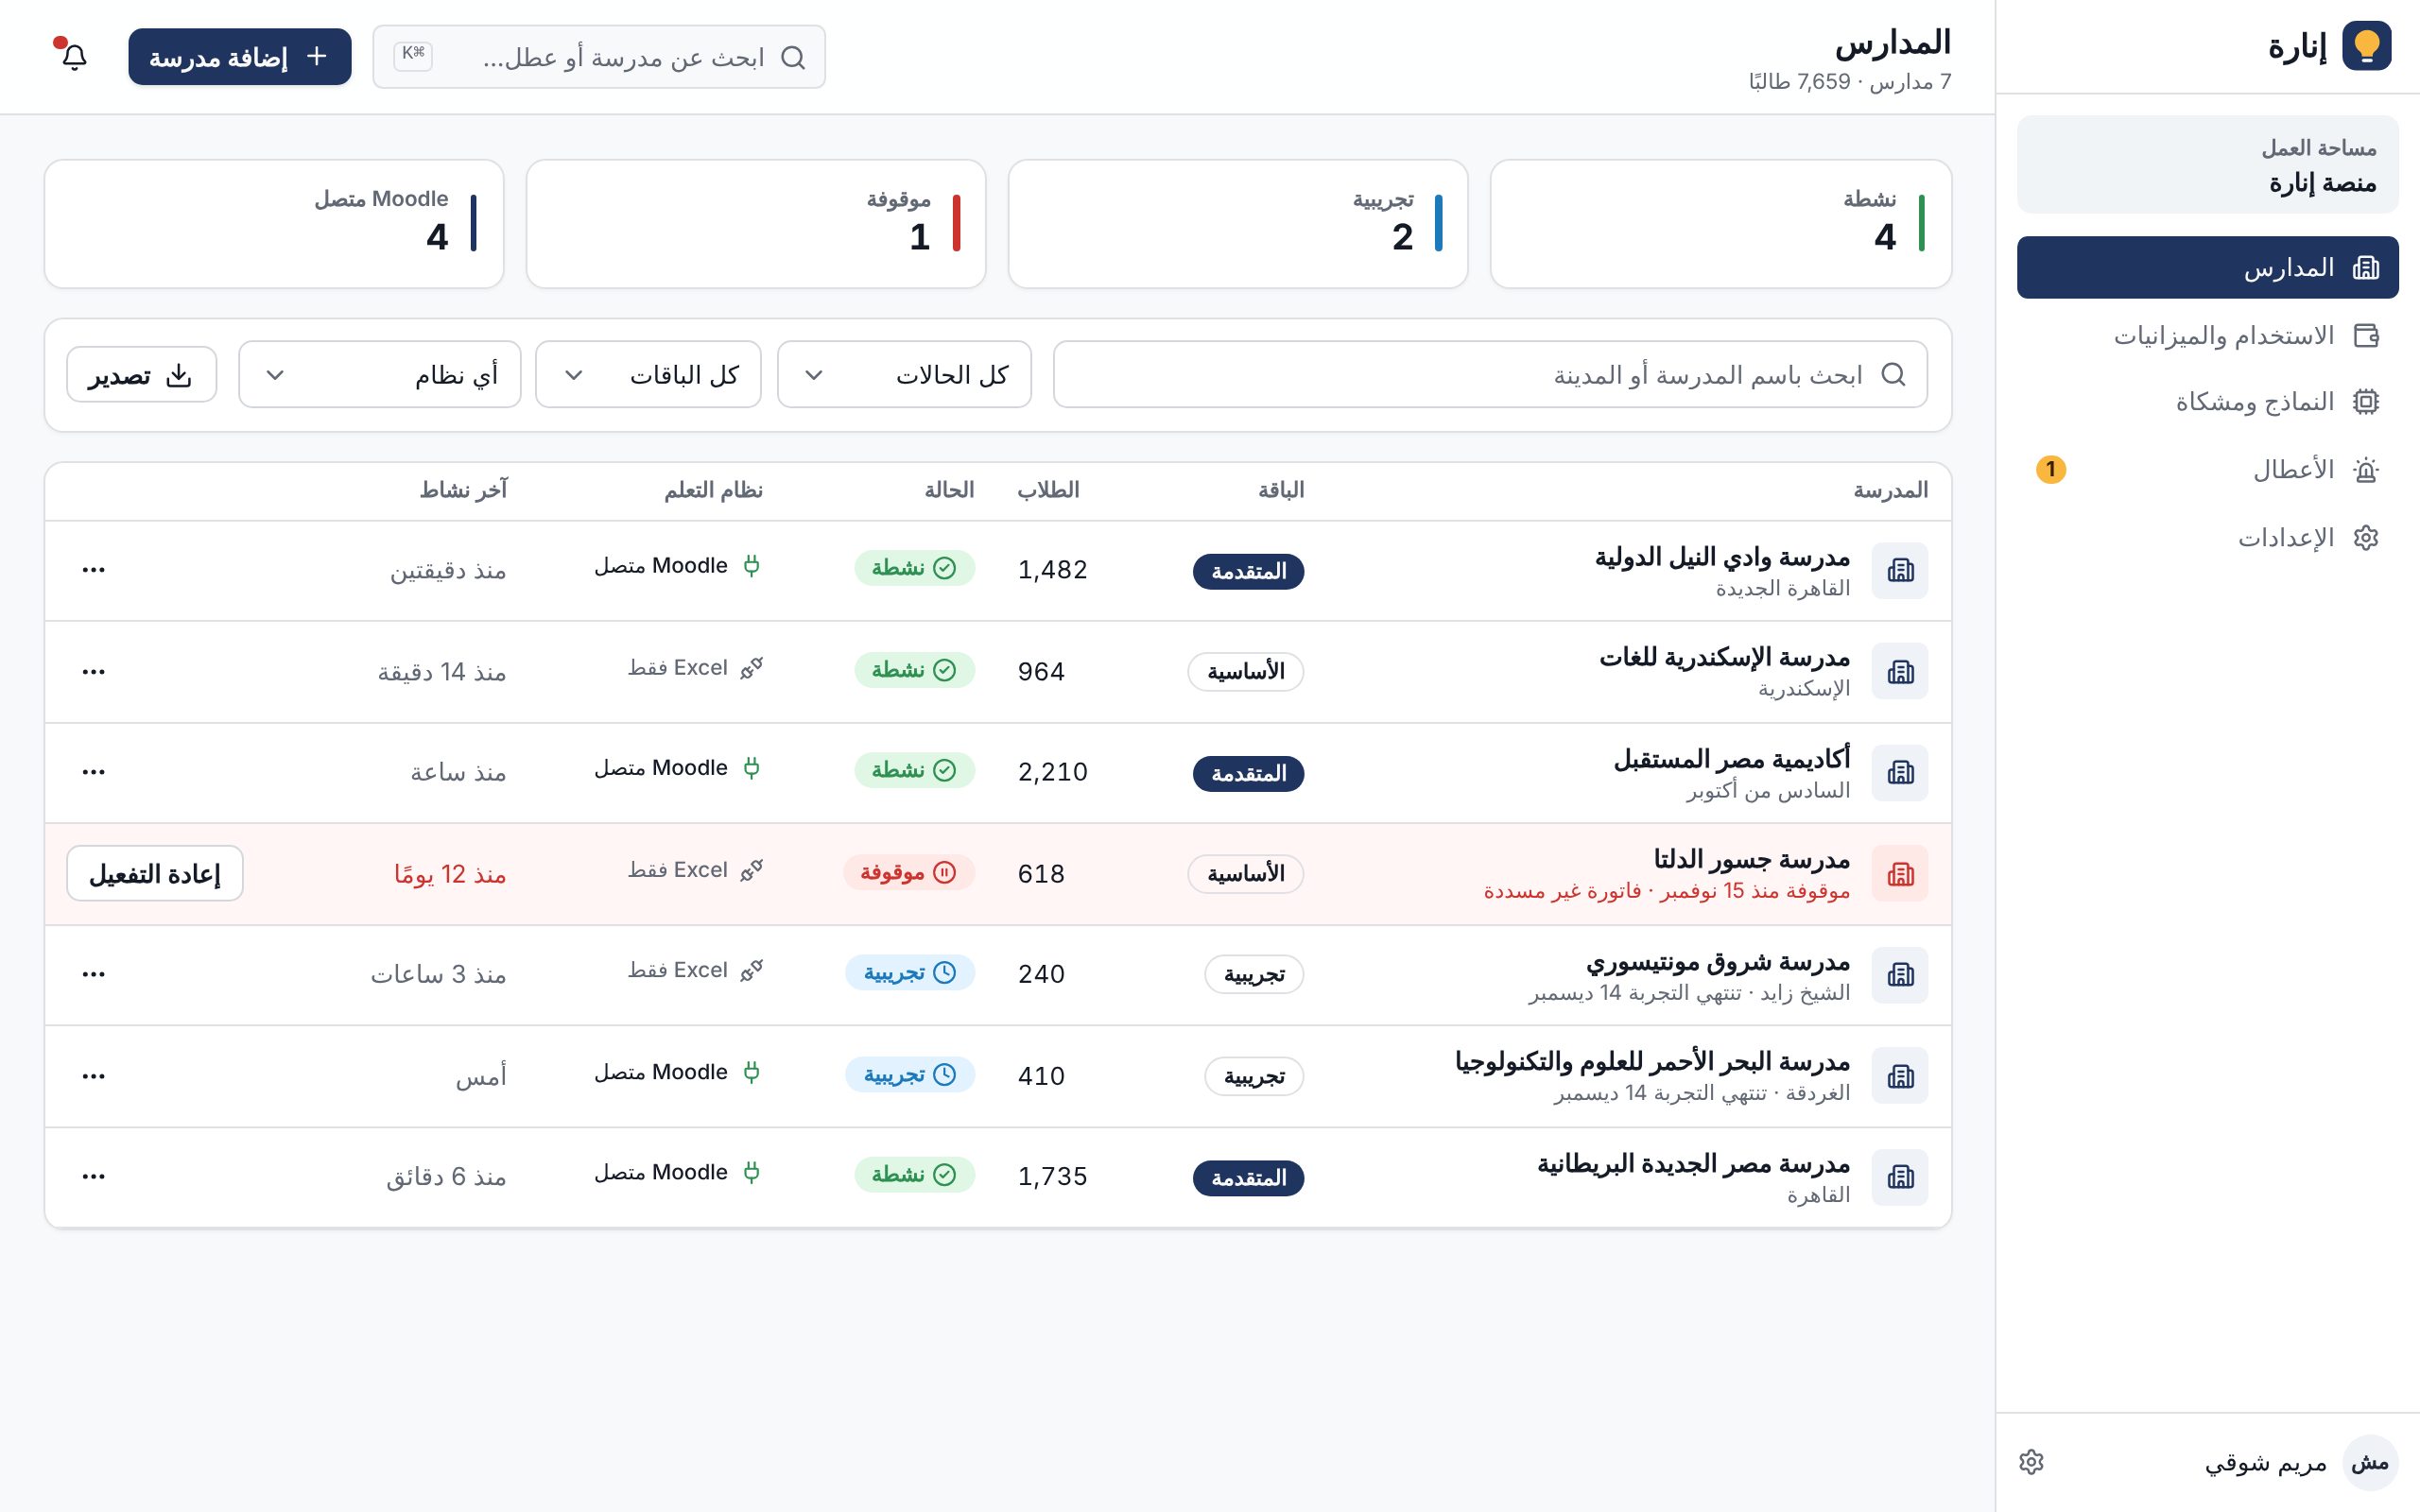 إنارة
مساحة العمل
منصة إنارة
المدارس
الاستخدام والميزانيات
النماذج ومشكاة
الأعطال
1
الإعدادات
مريم شوقي
مش
المدارس
7 مدارس · 7,659 طالبًا
ابحث عن مدرسة أو عطل...
⌘K
إضافة مدرسة
نشطة
4
تجريبية
2
موقوفة
1
Moodle متصل
4
ابحث باسم المدرسة أو المدينة
كل الحالات
كل الباقات
أي نظام
تصدير
المدرسة الباقة الطلاب الحالة نظام التعلم آخر نشاط
مدرسة وادي النيل الدولية
القاهرة الجديدة
المتقدمة
1,482
نشطة
Moodle متصل
منذ دقيقتين
مدرسة الإسكندرية للغات
الإسكندرية
الأساسية
964
نشطة
Excel فقط
منذ 14 دقيقة
أكاديمية مصر المستقبل
السادس من أكتوبر
المتقدمة
2,210
نشطة
Moodle متصل
منذ ساعة
مدرسة جسور الدلتا
موقوفة منذ 15 نوفمبر · فاتورة غير مسددة
الأساسية
618
موقوفة
Excel فقط
منذ 12 يومًا
إعادة التفعيل
مدرسة شروق مونتيسوري
الشيخ زايد · تنتهي التجربة 14 ديسمبر
تجريبية
240
تجريبية
Excel فقط
منذ 3 ساعات
مدرسة البحر الأحمر للعلوم والتكنولوجيا
الغردقة · تنتهي التجربة 14 ديسمبر
تجريبية
410
تجريبية
Moodle متصل
أمس
مدرسة مصر الجديدة البريطانية
القاهرة
المتقدمة
1,735
نشطة
Moodle متصل
منذ 6 دقائق